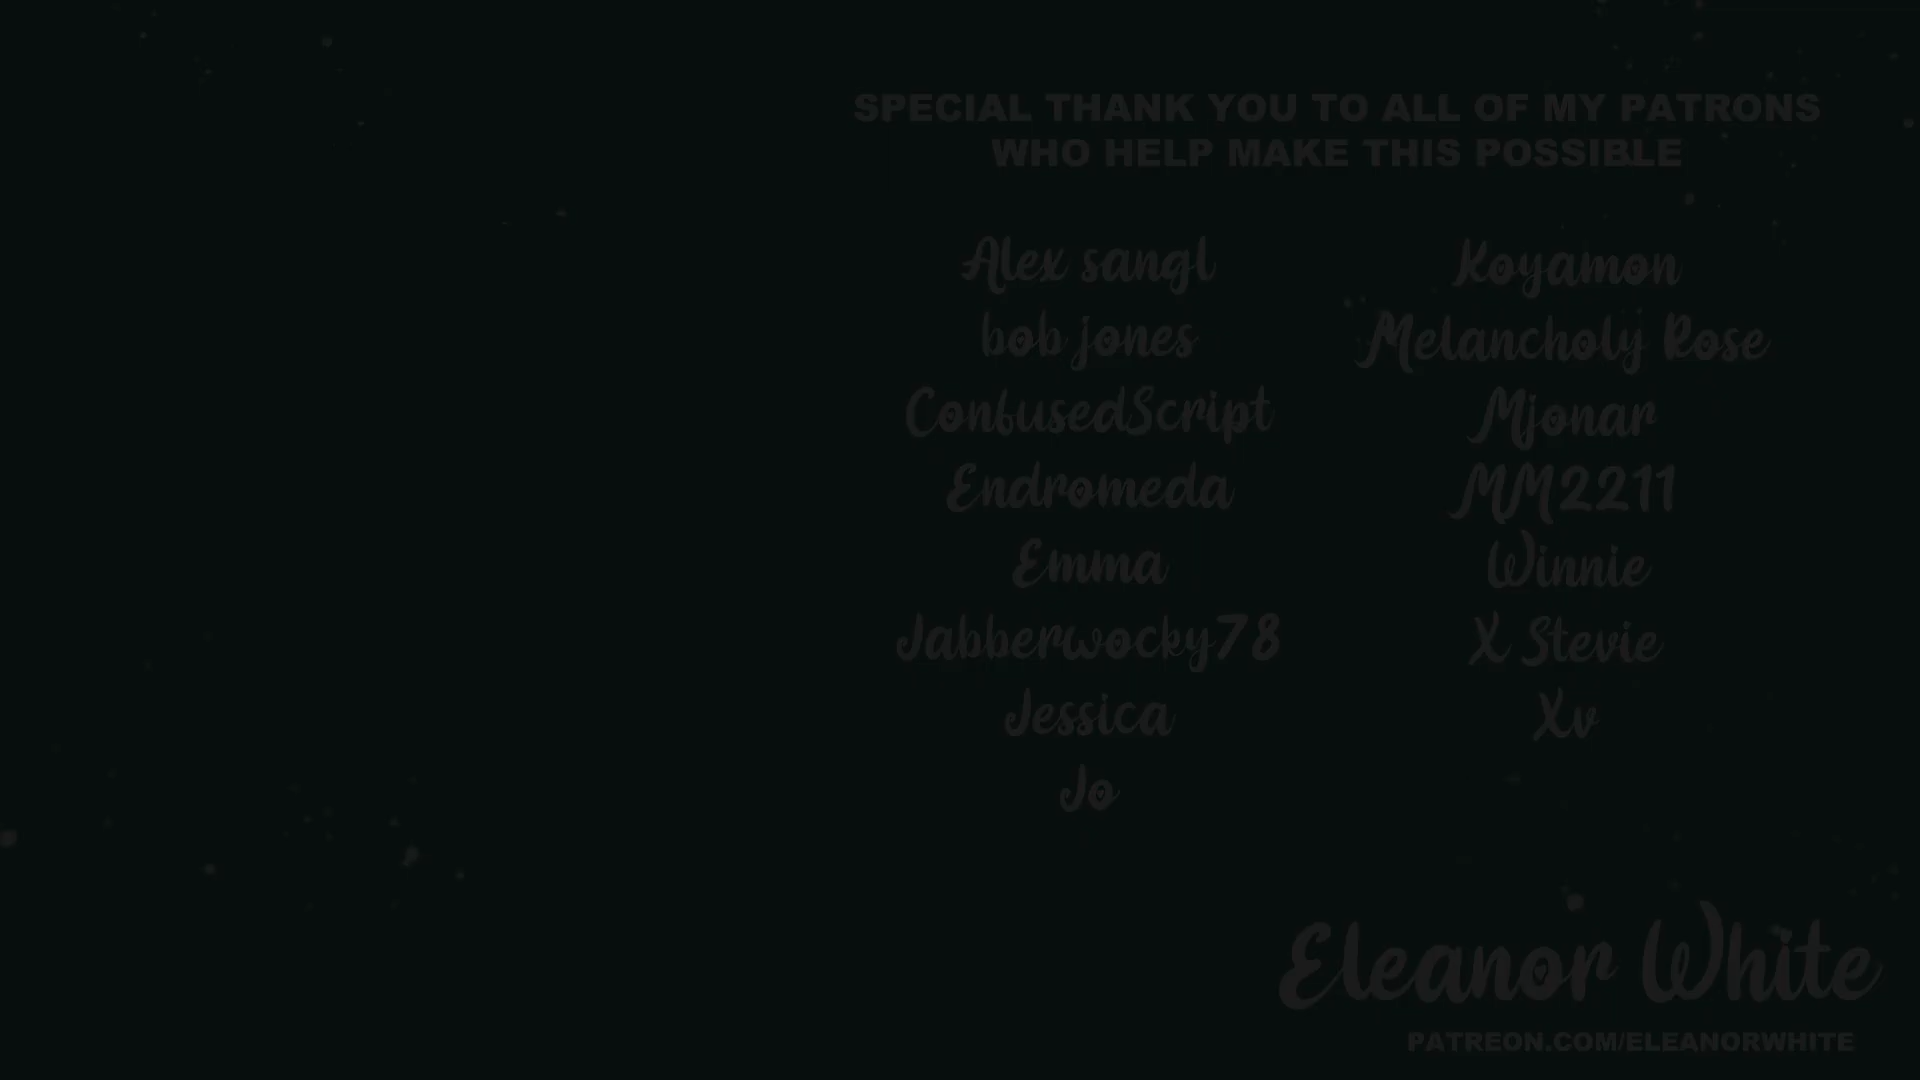 SPECIAL THANK YOU TO ALL OF MY PATRONS
WHO HELP MAKE THIS POSSIBLE
Alex sangl
bob jones
ConfusedScript
Endromeda
Emma
Jabberwocky78
Jessica
Jo
Koyamon
Melancholy Rose
Mjonar
MM2211
Winnie
X Stevie
Xv
Eleanor White
PATREON.COM/ELEANORWHITE